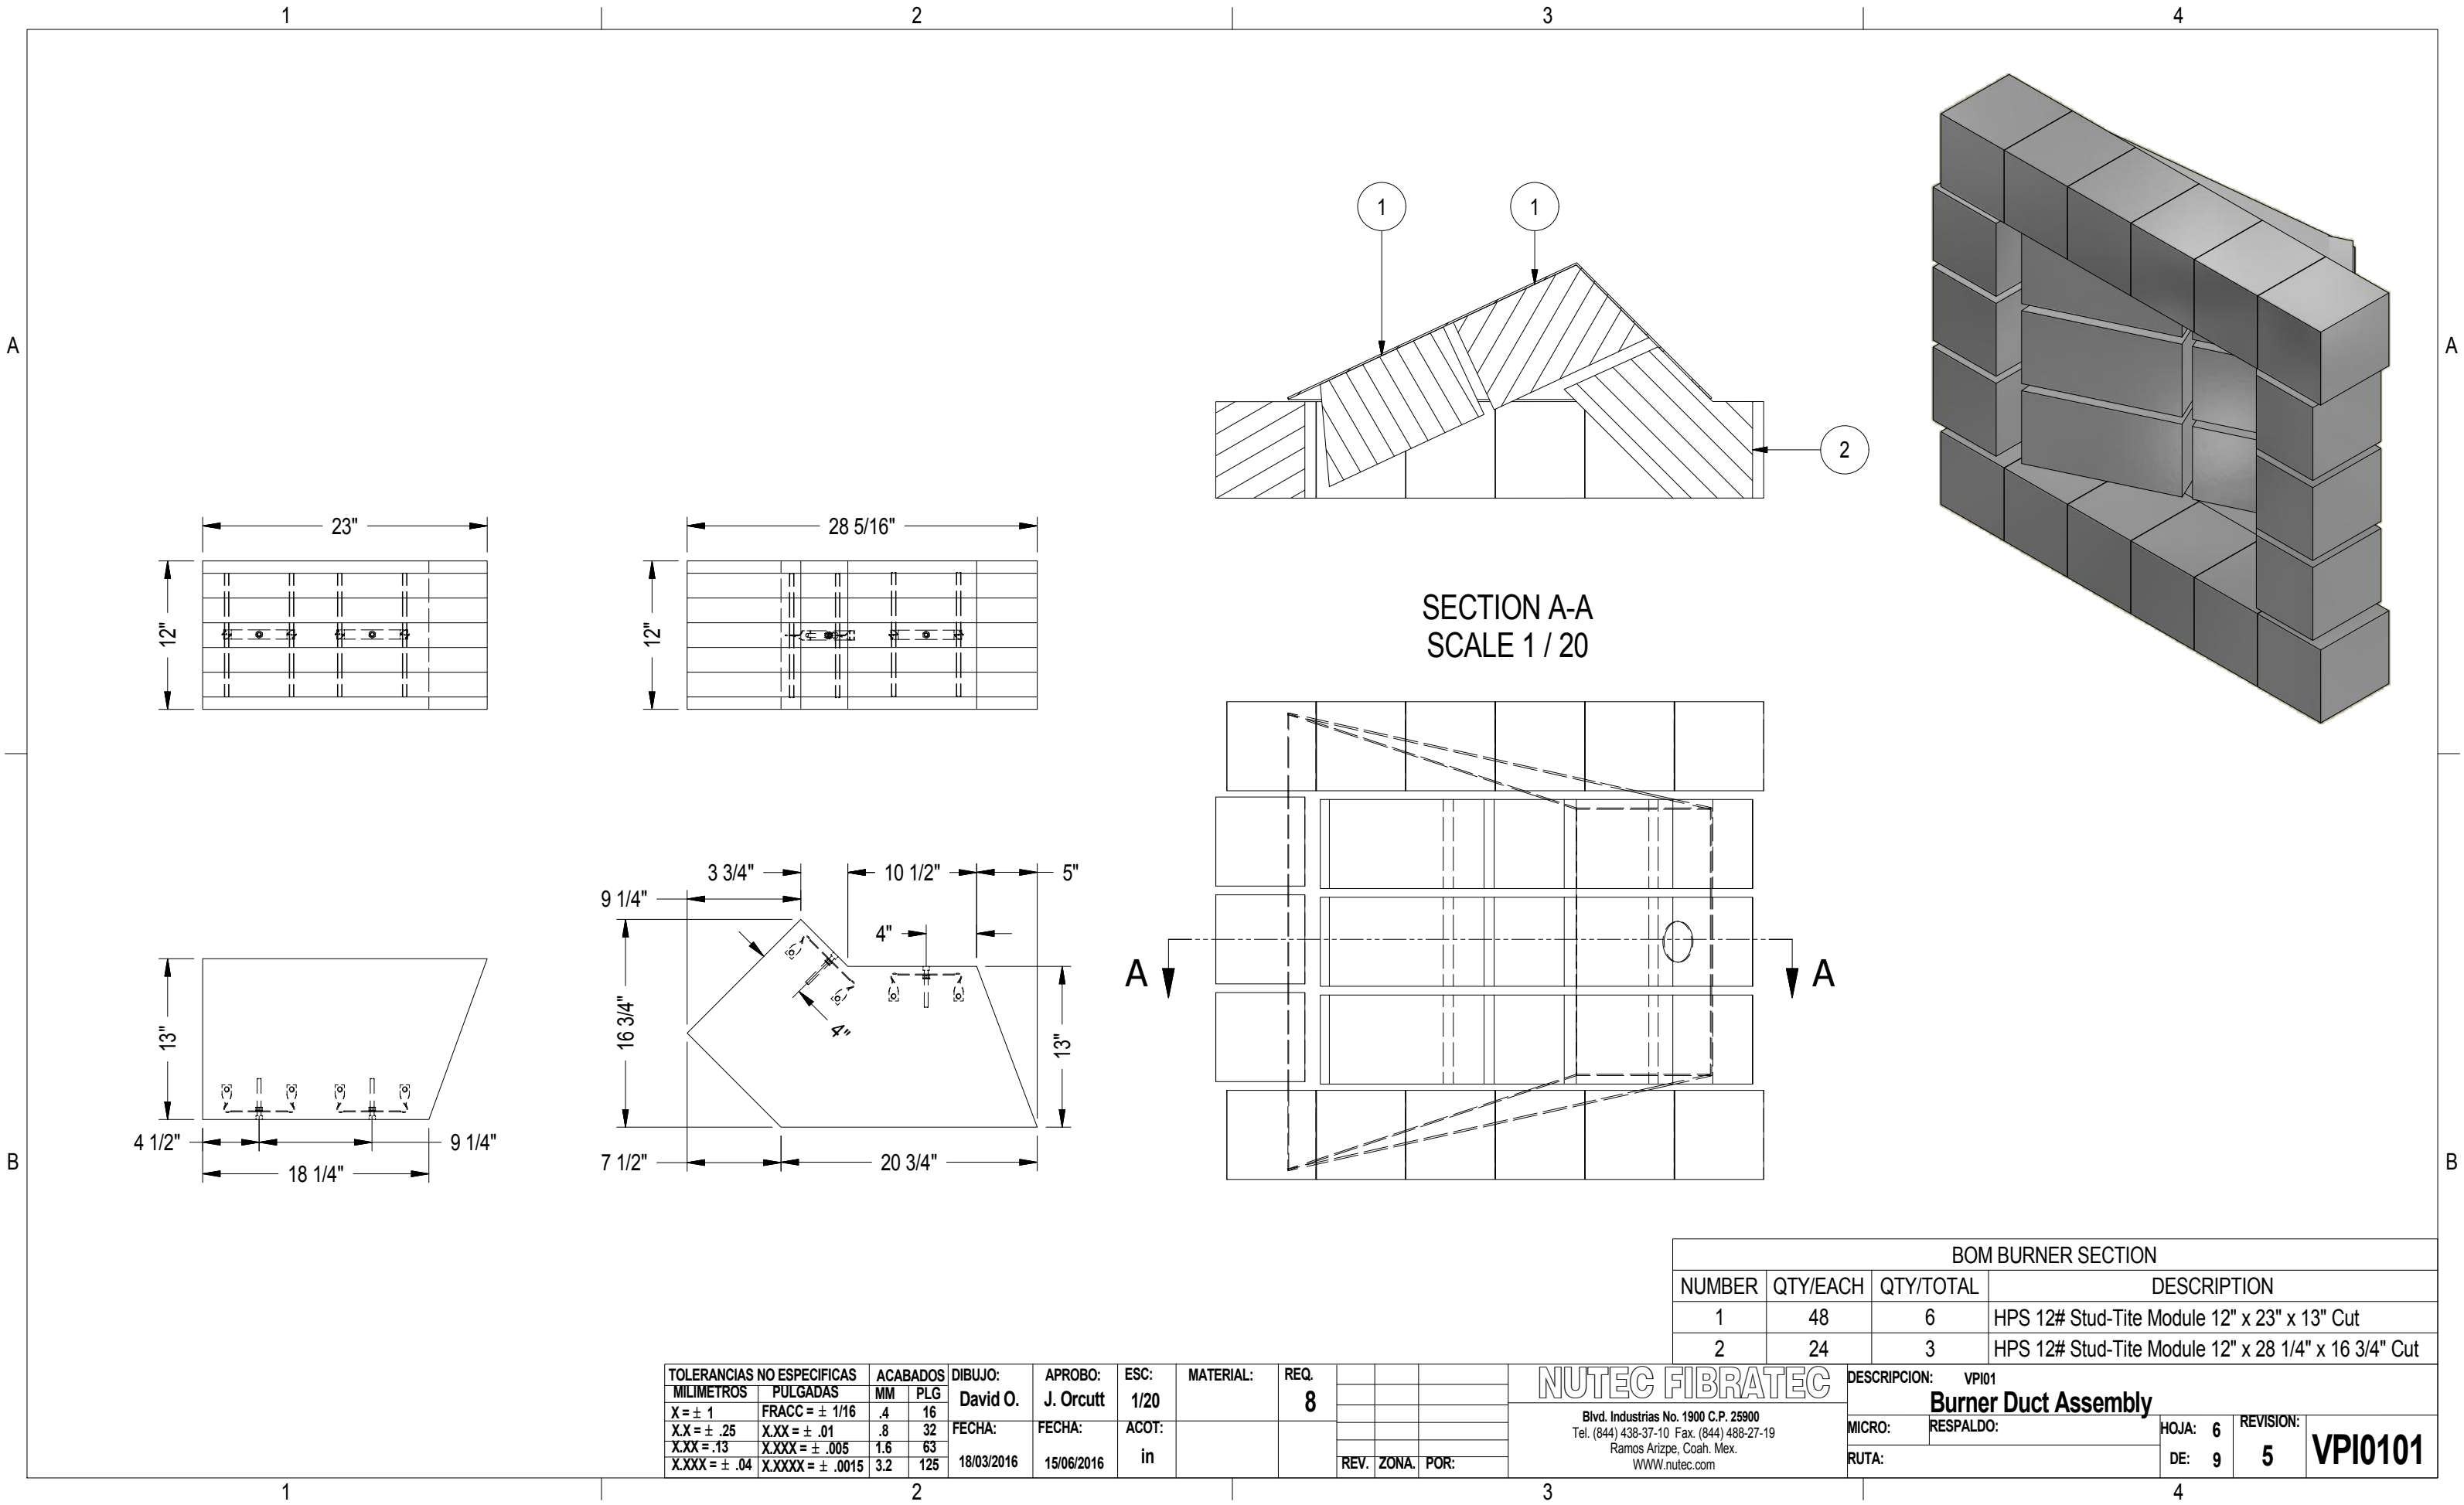 1 2 3 4
A A
B B
1 2 3 4
1 1
2
SECTION A-A
SCALE 1 / 20
A A
23"
12"
28 5/16"
12"
13"
4 1/2"
9 1/4"
18 1/4"
3 3/4"
10 1/2"
5"
9 1/4"
4"
16 3/4"
4"
13"
7 1/2"
20 3/4"
BOM BURNER SECTION
NUMBER QTY/EACH QTY/TOTAL DESCRIPTION
1 48 6 HPS 12# Stud-Tite Module 12" x 23" x 13" Cut
2 24 3 HPS 12# Stud-Tite Module 12" x 28 1/4" x 16 3/4" Cut
TOLERANCIAS NO ESPECIFICAS ACABADOS
MILIMETROS PULGADAS MM PLG
X = ± 1 FRACC = ± 1/16 .4 16
X.X = ± .25 X.XX = ± .01 .8 32
X.XX = .13 X.XXX = ± .005 1.6 63
X.XXX = ± .04 X.XXXX = ± .0015 3.2 125
DIBUJO: David O.
APROBO: J. Orcutt
ESC: 1/20
MATERIAL:
REQ. 8
FECHA: 18/03/2016
FECHA: 15/06/2016
ACOT: in
REV. ZONA. POR:
NUTEC FIBRATEC
Blvd. Industrias No. 1900 C.P. 25900
Tel. (844) 438-37-10 Fax. (844) 488-27-19
Ramos Arizpe, Coah. Mex.
WWW.nutec.com
DESCRIPCION: VPI01
Burner Duct Assembly
MICRO: RESPALDO:
RUTA:
HOJA: 6
DE: 9
REVISION: 5
VPI0101